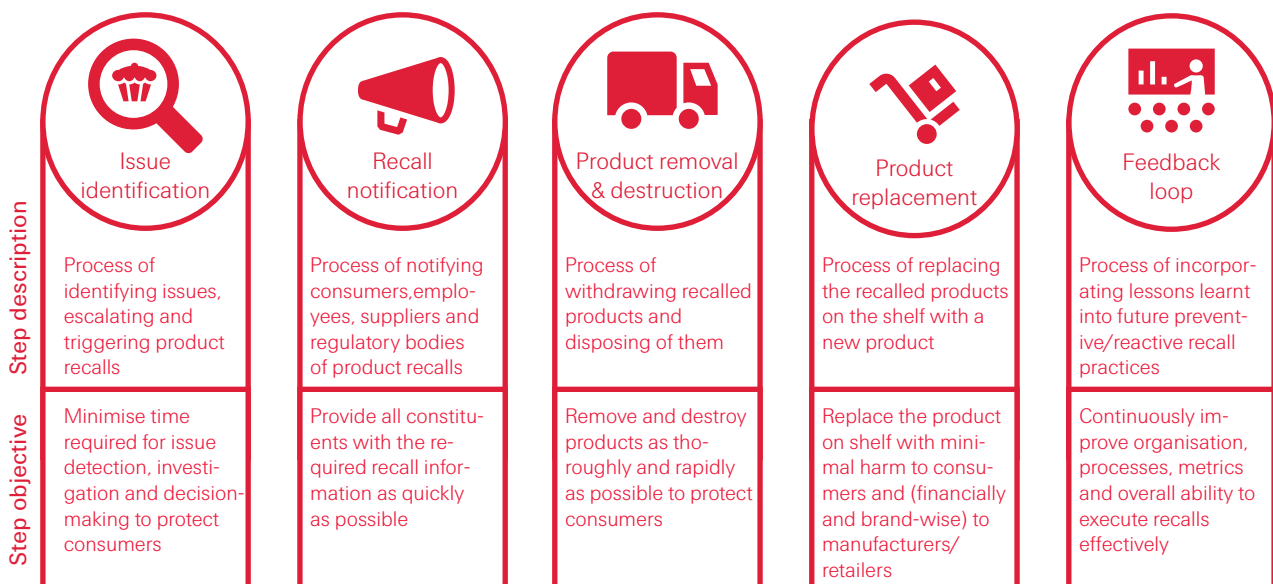 Issue
identification
Recall
notification
Product removal
& destruction
Product
replacement
Feedback
loop
Step description
Process of
identifying issues,
escalating and
triggering product
recalls
Process of notifying
consumers,emplo-
yees, suppliers and
regulatory bodies
of product recalls
Process of
withdrawing recalled
products and
disposing of them
Process of replacing
the recalled products
on the shelf with a
new product
Process of incorpor-
ating lessons learnt
into future prevent-
ive/reactive recall
practices
Step objective
Minimise time
required for issue
detection, investi-
gation and decision-
making to protect
consumers
Provide all constitu-
ents with the re-
quired recall infor-
mation as quickly
as possible
Remove and destroy
products as tho-
roughly and rapidly
as possible to protect
consumers
Replace the product
on shelf with mini-
mal harm to consu-
mers and (financially
and brand-wise) to
manufacturers/
retailers
Continuously im-
prove organisation,
processes, metrics
and overall ability to
execute recalls
effectively